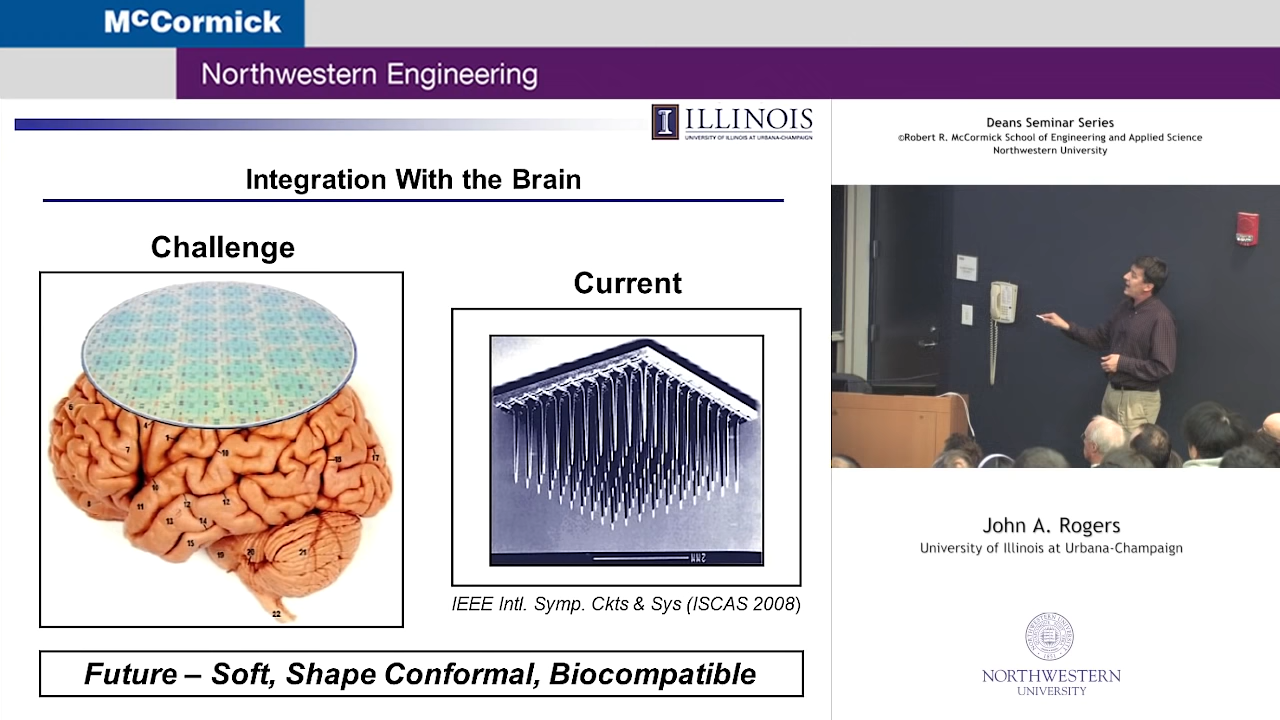 McCormick
Northwestern Engineering
I ILLINOIS
UNIVERSITY OF ILLINOIS AT URBANA-CHAMPAIGN
Integration With the Brain
Challenge
Current
2MM
IEEE Intl. Symp. Ckts & Sys (ISCAS 2008)
Future – Soft, Shape Conformal, Biocompatible
Deans Seminar Series
©Robert R. McCormick School of Engineering and Applied Science
Northwestern University
John A. Rogers
University of Illinois at Urbana-Champaign
NORTHWESTERN
UNIVERSITY